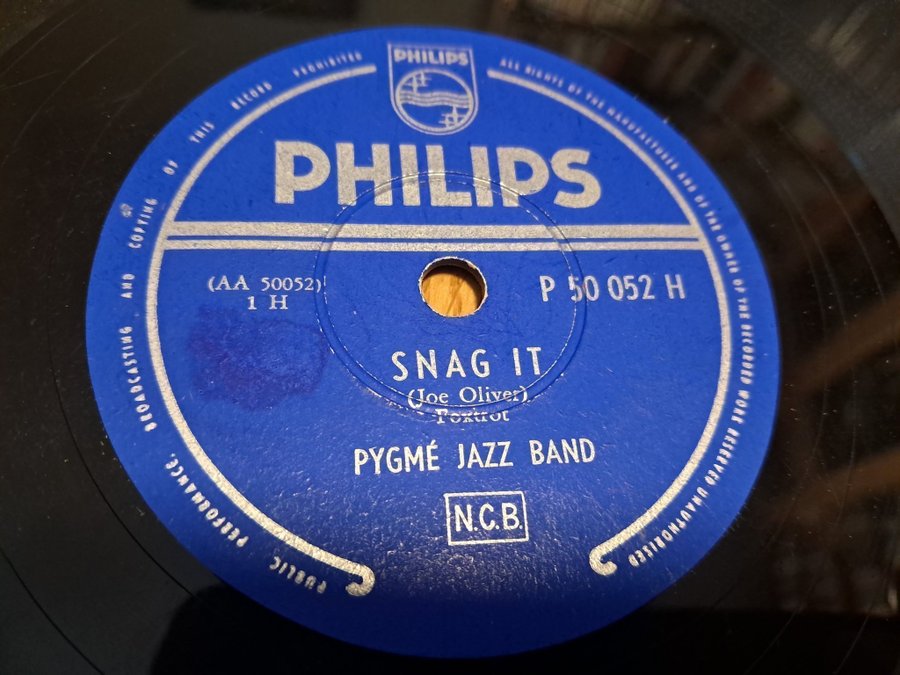 PHILIPS
PHILIPS
(AA 50052)
1 H
P 50 052 H
SNAG IT
(Joe Oliver)
Foxtrot
PYGMÉ JAZZ BAND
N.C.B.
ALL RIGHTS OF THE MANUFACTURER AND OF THE OWNER OF THE RECORDED WORK RESERVED UNAUTHORISED
PUBLIC PERFORMANCE, BROADCASTING AND COPYING OF THIS RECORD PROHIBITED